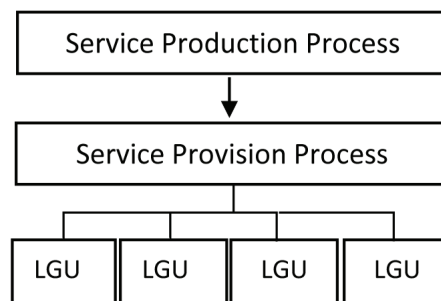 Service Production Process
Service Provision Process
LGU LGU LGU LGU